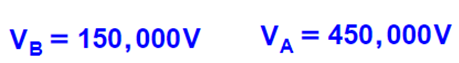 V_B = 150,000V V_A = 450,000V